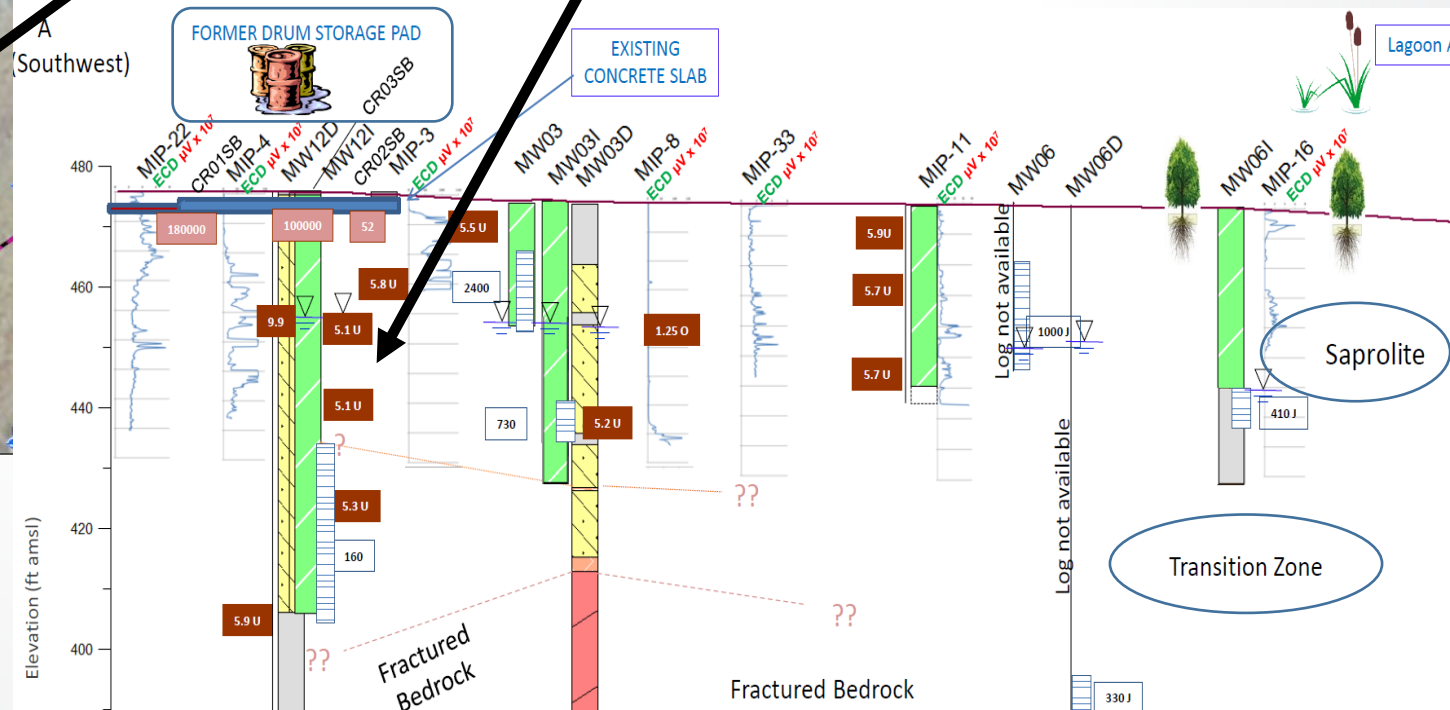 A
(Southwest)
FORMER DRUM STORAGE PAD
EXISTING
CONCRETE SLAB
Lagoon A
MIP-22
ECD µV x 10⁷
CR01SB
MIP-4
ECD µV x 10⁷
MW12D
MW12I
CR03SB
CR02SB
MIP-3
ECD µV x 10⁷
MW03
MW03I
MW03D
MIP-8
ECD µV x 10⁷
MIP-33
ECD µV x 10⁷
MIP-11
ECD µV x 10⁷
MW06
MW06D
MW06I
MIP-16
ECD µV x 10⁷
480
180000
100000
52
5.5 U
5.9U
460
5.8 U
2400
5.7 U
Log not available
9.9
5.1 U
1.25 O
1000 J
Saprolite
5.7 U
440
5.1 U
730
5.2 U
410 J
?
??
Log not available
5.3 U
420
160
Transition Zone
Elevation (ft amsl)
5.9 U
??
400
??
Fractured
Bedrock
Fractured Bedrock
330 J